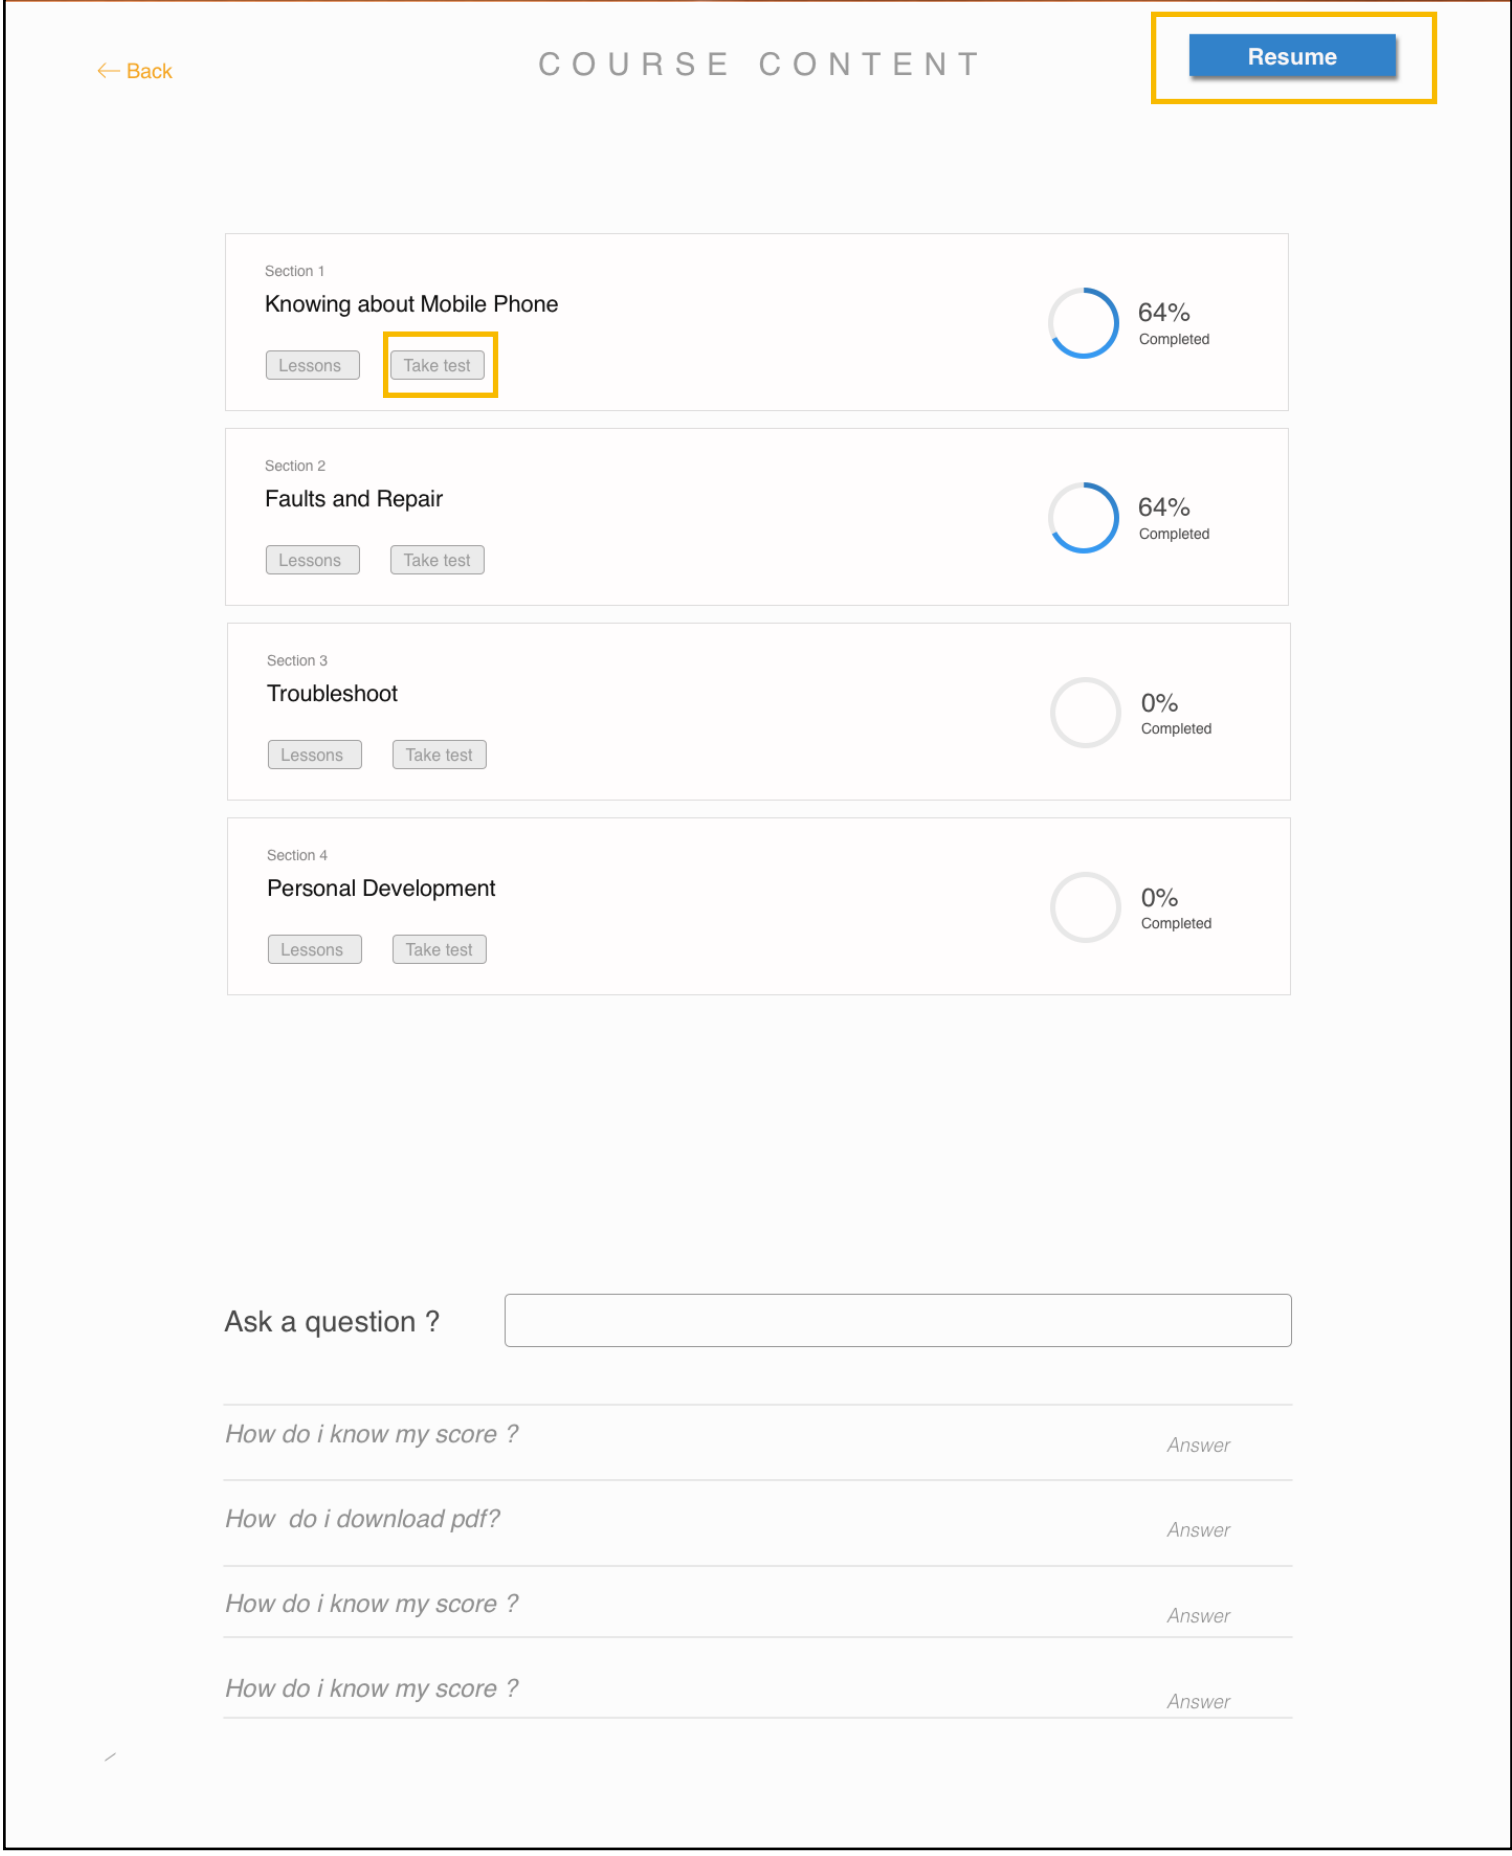 ← Back
COURSE CONTENT
Resume
Section 1
Knowing about Mobile Phone
Lessons
Take test
64%
Completed
Section 2
Faults and Repair
Lessons
Take test
64%
Completed
Section 3
Troubleshoot
Lessons
Take test
0%
Completed
Section 4
Personal Development
Lessons
Take test
0%
Completed
Ask a question ?
How do i know my score ?
Answer
How  do i download pdf?
Answer
How do i know my score ?
Answer
How do i know my score ?
Answer